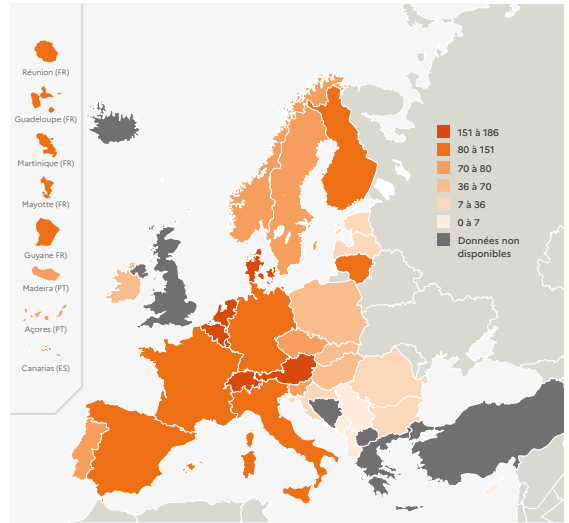 Réunion (FR)
Guadeloupe (FR)
Martinique (FR)
Mayotte (FR)
Guyane (FR)
Madeira (PT)
Açores (PT)
Canarias (ES)
151 à 186
80 à 151
70 à 80
36 à 70
7 à 36
0 à 7
Données non
disponibles